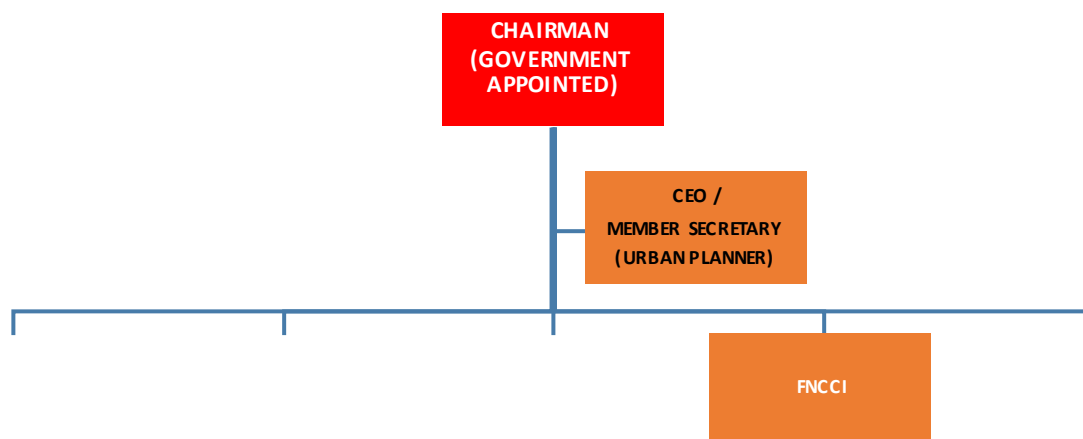 CHAIRMAN
(GOVERNMENT
APPOINTED)
CEO /
MEMBER SECRETARY
(URBAN PLANNER)
FNCCI